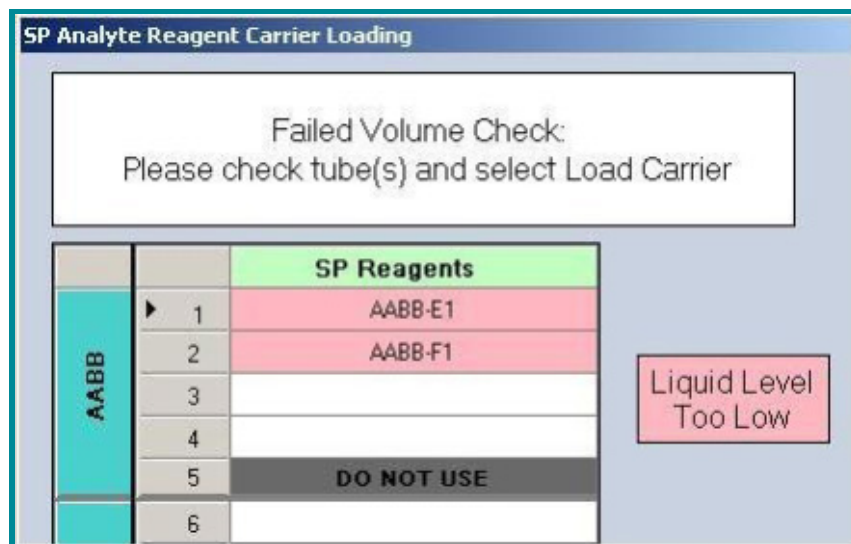 SP Analyte Reagent Carrier Loading
Failed Volume Check:
Please check tube(s) and select Load Carrier
SP Reagents
AABB
1 AABB-E1
2 AABB-F1
3
4
5 DO NOT USE
6
Liquid Level
Too Low